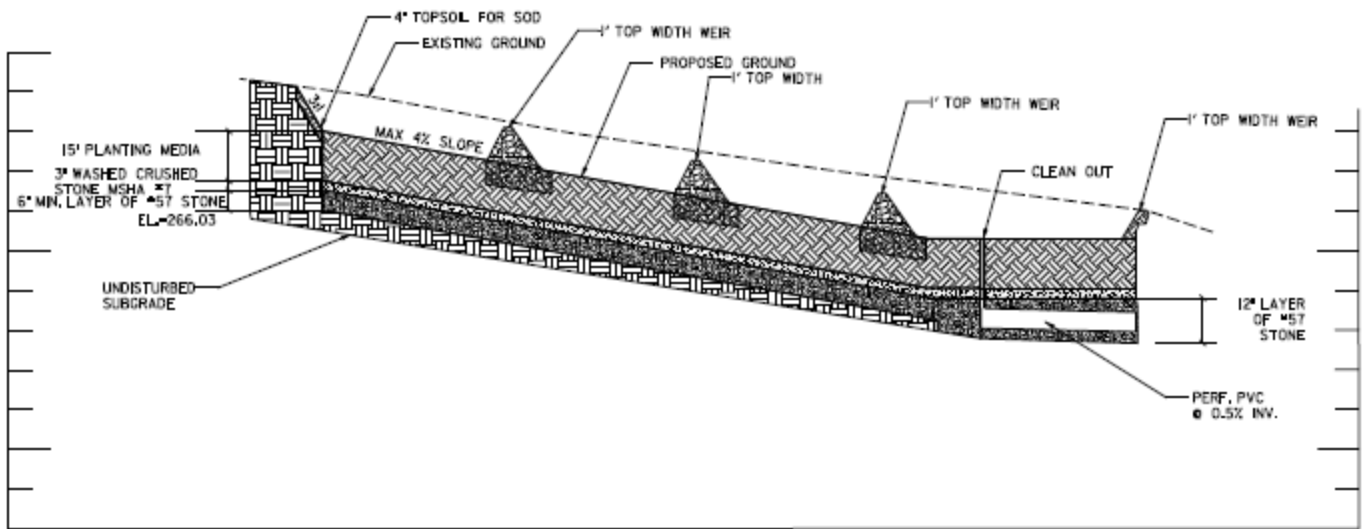 4" TOPSOIL FOR SOD
EXISTING GROUND
1' TOP WIDTH WEIR
PROPOSED GROUND
1' TOP WIDTH
1' TOP WIDTH WEIR
1' TOP WIDTH WEIR
3:1
MAX 4% SLOPE
CLEAN OUT
15' PLANTING MEDIA
3" WASHED CRUSHED
STONE MSHA #7
6" MIN. LAYER OF #57 STONE
EL.=266.03
UNDISTURBED
SUBGRADE
12" LAYER
OF #57
STONE
PERF. PVC
@ 0.5% INV.